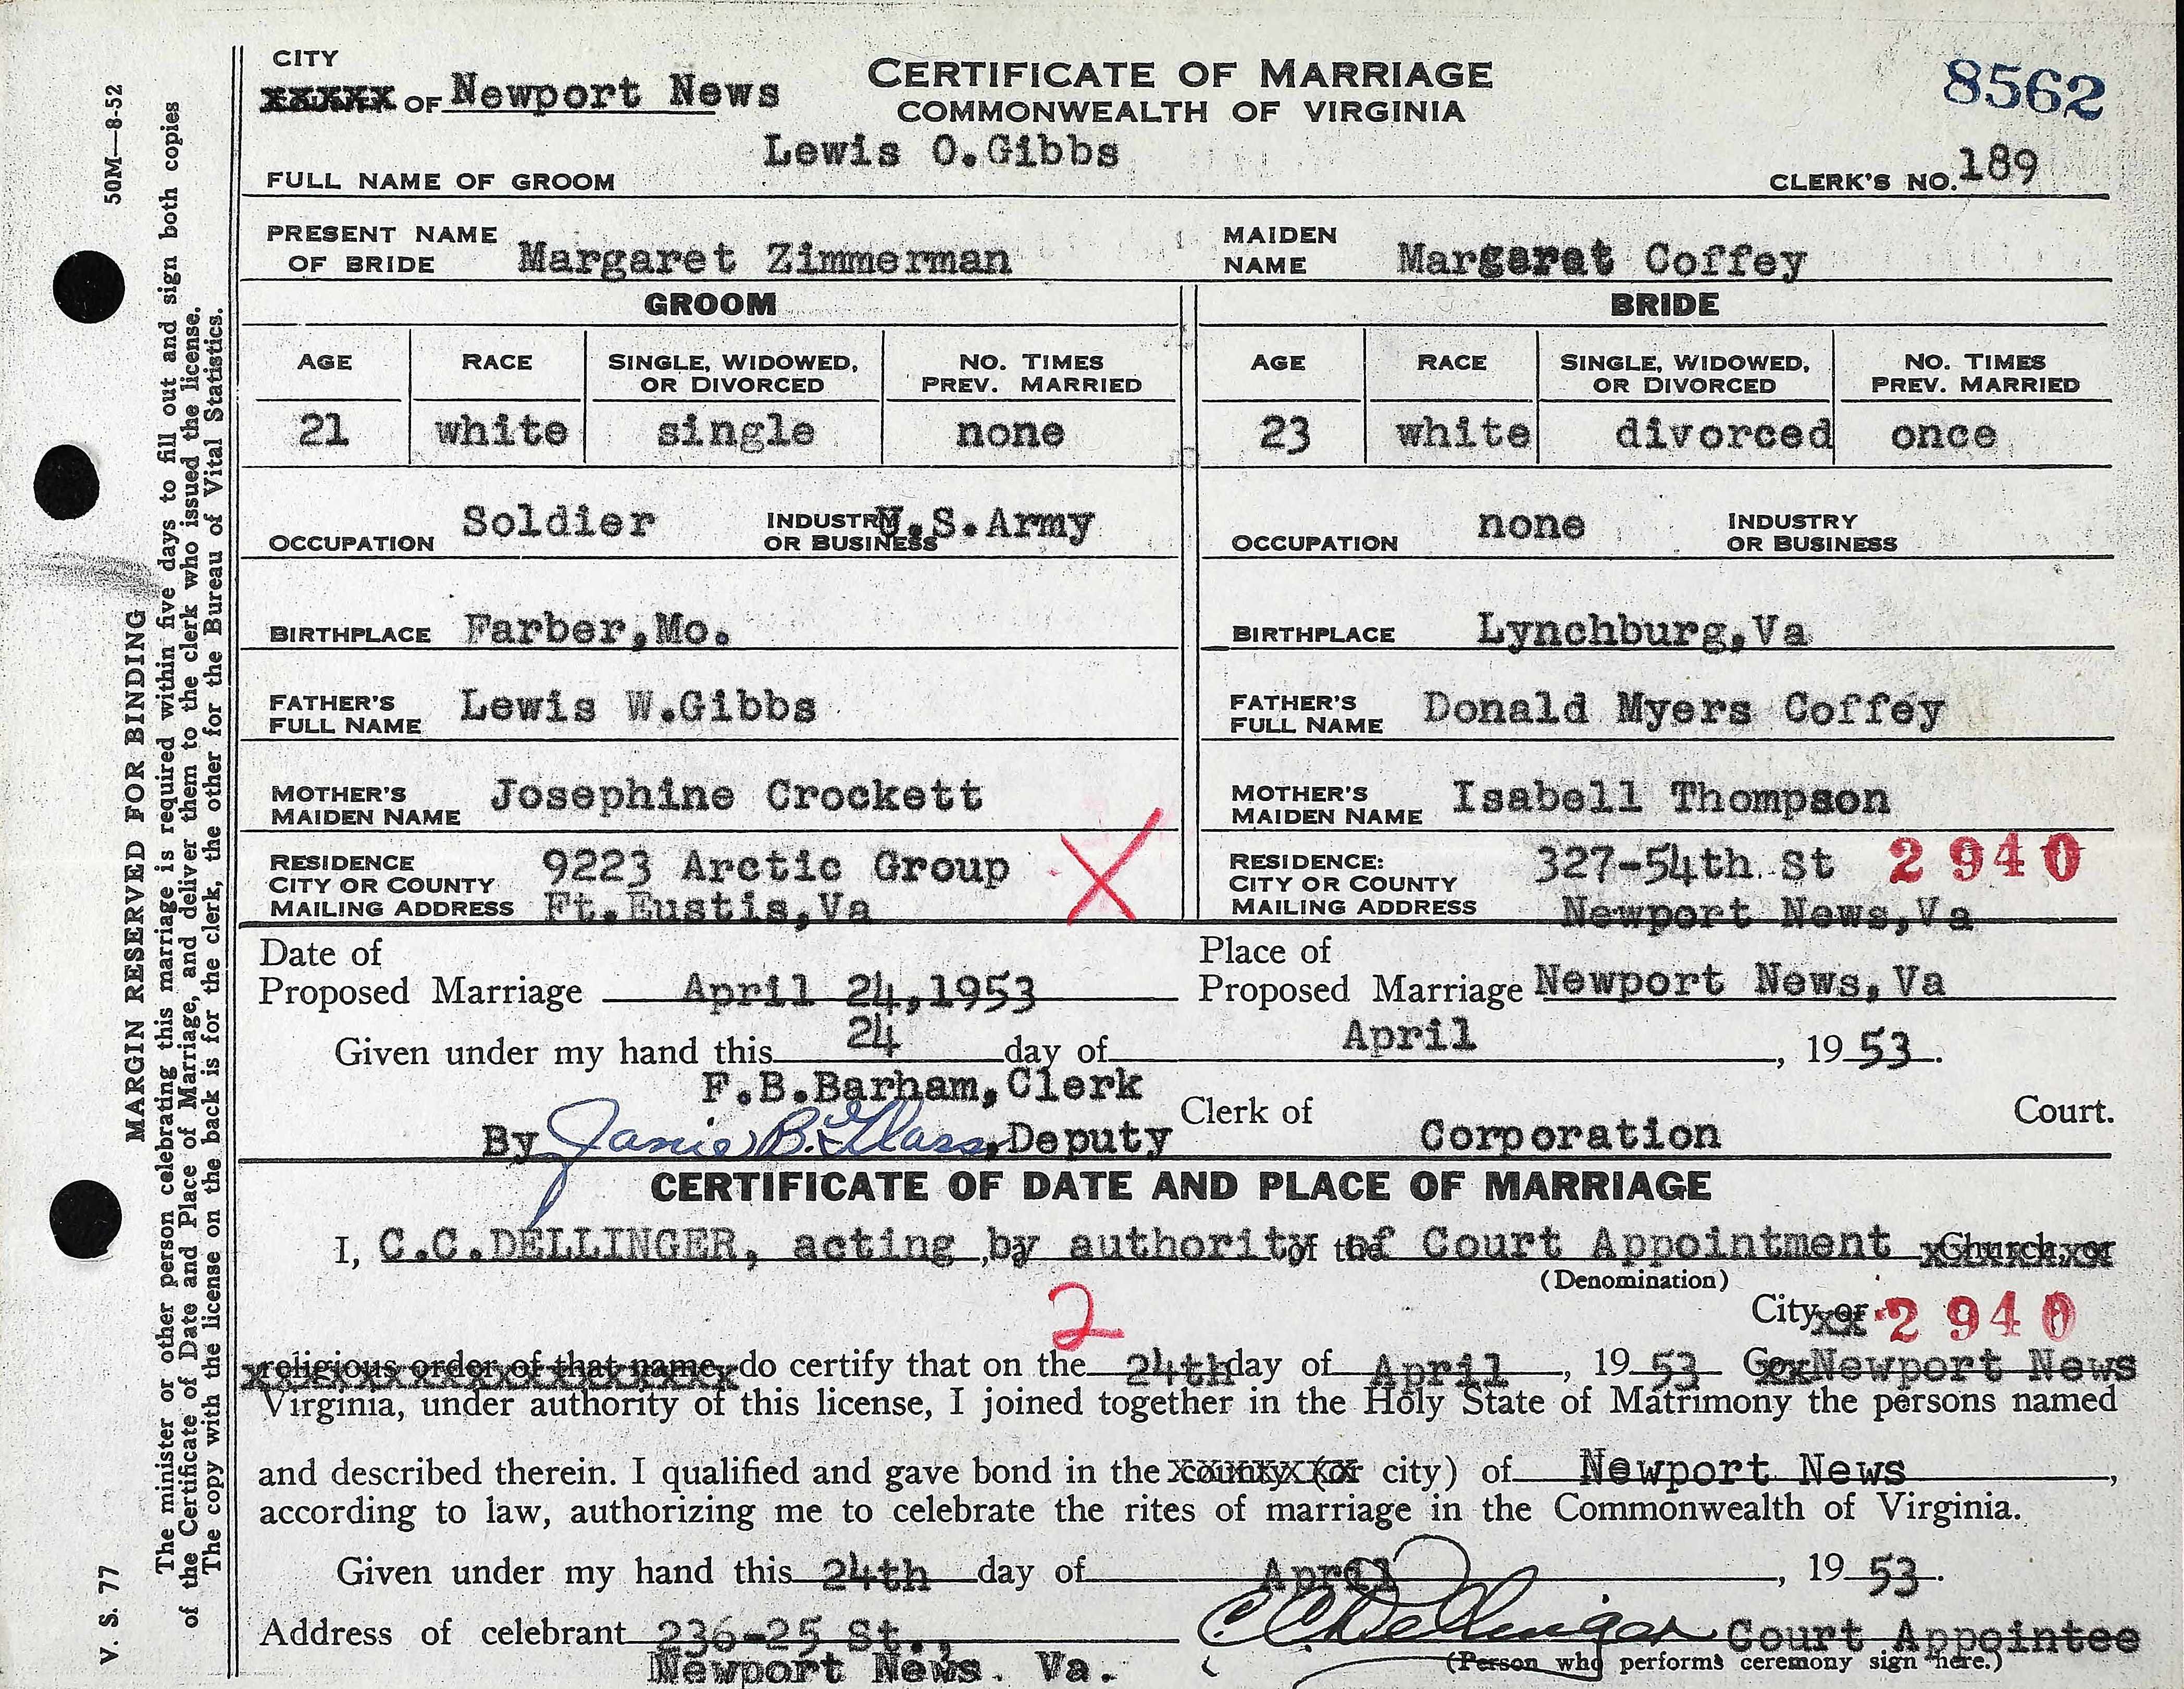 CITY
XXXXX OF Newport News
CERTIFICATE OF MARRIAGE
COMMONWEALTH OF VIRGINIA
8562
FULL NAME OF GROOM Lewis O.Gibbs
CLERK'S NO. 189
PRESENT NAME
OF BRIDE Margaret Zimmerman
MAIDEN
NAME Margaret Coffey
GROOM
BRIDE
AGE RACE SINGLE, WIDOWED, NO. TIMES
OR DIVORCED PREV. MARRIED
AGE RACE SINGLE, WIDOWED, NO. TIMES
OR DIVORCED PREV. MARRIED
21 white single none
23 white divorced once
OCCUPATION Soldier INDUSTRY U.S.Army
OR BUSINESS
OCCUPATION none INDUSTRY
OR BUSINESS
BIRTHPLACE Farber,Mo.
BIRTHPLACE Lynchburg,Va
FATHER'S
FULL NAME Lewis W.Gibbs
FATHER'S
FULL NAME Donald Myers Coffey
MOTHER'S
MAIDEN NAME Josephine Crockett
MOTHER'S
MAIDEN NAME Isabell Thompson
RESIDENCE 9223 Arctic Group X
CITY OR COUNTY
MAILING ADDRESS Ft.Eustis,Va
RESIDENCE: 327-54th St 2940
CITY OR COUNTY
MAILING ADDRESS Newport News,Va
Date of
Proposed Marriage April 24,1953
Place of
Proposed Marriage Newport News,Va
Given under my hand this 24 day of April, 19 53.
F.B.Barham,Clerk
By Janie B. Glass,Deputy Clerk of Corporation Court.
CERTIFICATE OF DATE AND PLACE OF MARRIAGE
I, C.C.DELLINGER, acting by authority of the Court Appointment Church, or
(Denomination)
2
City or 2940
religious order of that name, do certify that on the 24th day of April, 19 53 Newport News
Virginia, under authority of this license, I joined together in the Holy State of Matrimony the persons named
and described therein. I qualified and gave bond in the county (or city) of Newport News,
according to law, authorizing me to celebrate the rites of marriage in the Commonwealth of Virginia.
Given under my hand this 24th day of April, 19 53.
Address of celebrant 236-25 St.,
Newport News. Va.
C. C. Dellinger Court Appointee
(Person who performs ceremony sign here.)
V. S. 77
MARGIN RESERVED FOR BINDING
50M—8-52
The minister or other person celebrating this marriage is required within five days to fill out and sign both copies
of the Certificate of Date and Place of Marriage, and deliver them to the clerk who issued the license.
The copy with the license on the back is for the clerk, the other for the Bureau of Vital Statistics.